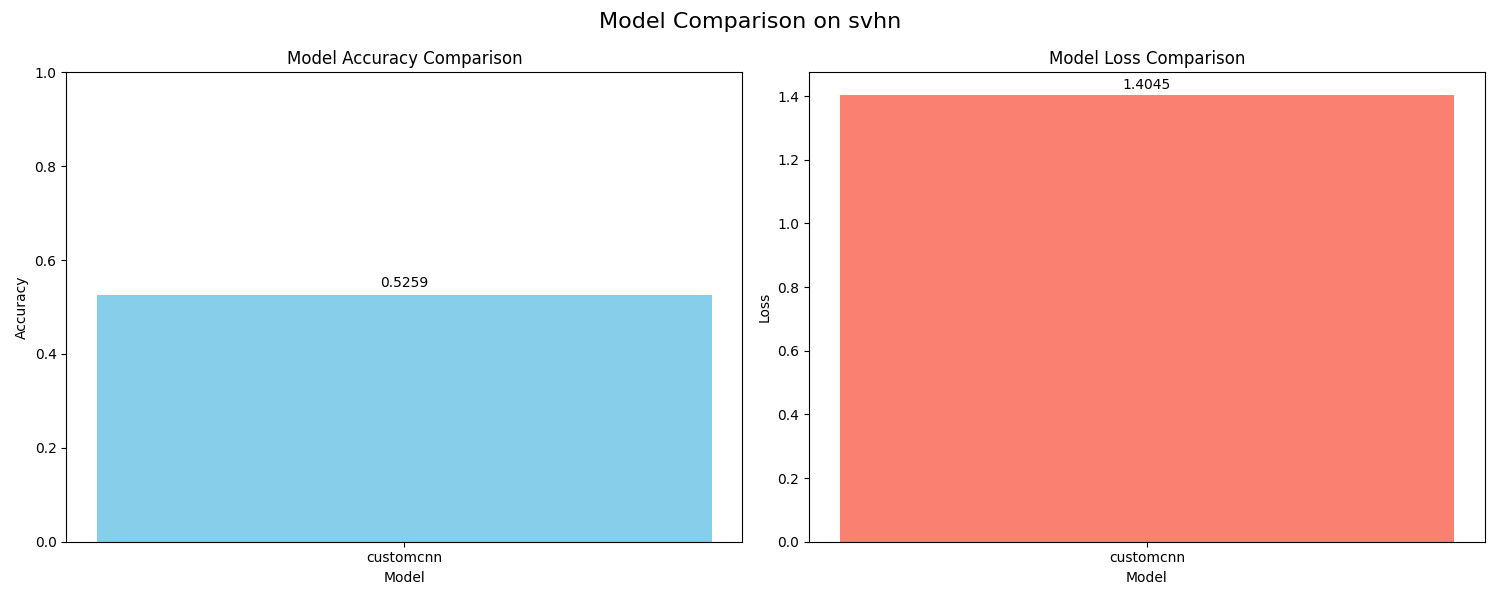 Model Comparison on svhn
Model Accuracy Comparison
1.0
0.8
0.6
0.4
0.2
0.0
Accuracy
0.5259
customcnn
Model
Model Loss Comparison
1.4
1.2
1.0
0.8
0.6
0.4
0.2
0.0
Loss
1.4045
customcnn
Model